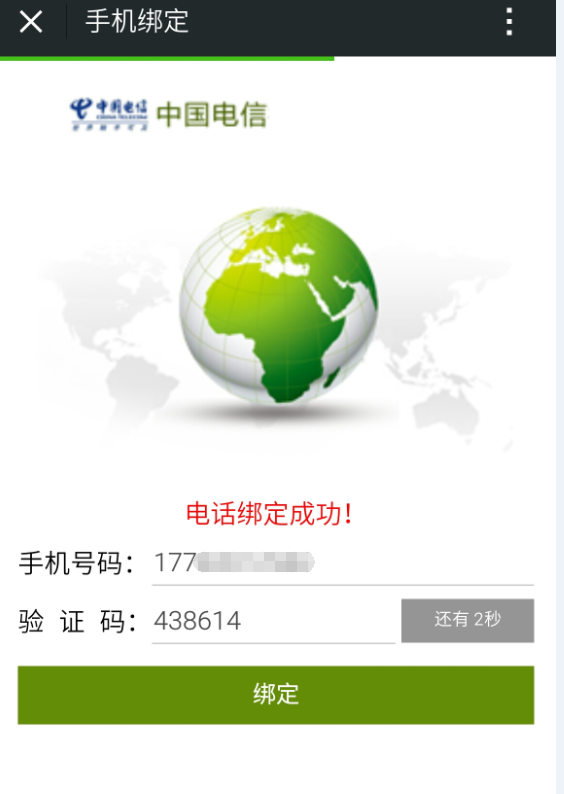 手机绑定
中国电信
CHINA TELECOM
中国电信
电话绑定成功！
手机号码： 177
验 证 码： 438614 还有 2秒
绑定